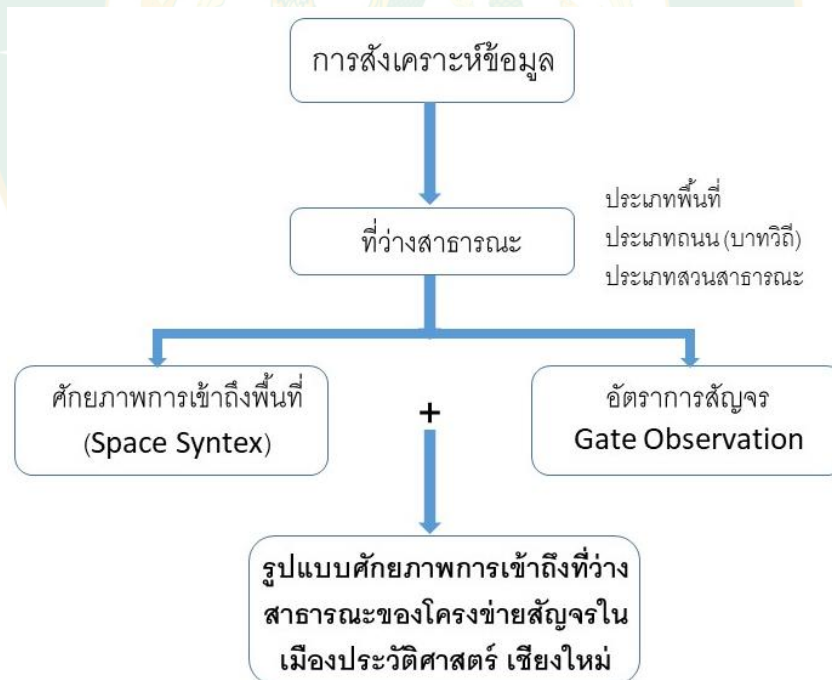 การสังเคราะห์ข้อมูล
ที่ว่างสาธารณะ
ประเภทพื้นที่
ประเภทถนน (บาทวิถี)
ประเภทสวนสาธารณะ
ศักยภาพการเข้าถึงพื้นที่
(Space Syntex)
+
อัตราการสัญจร
Gate Observation
รูปแบบศักยภาพการเข้าถึงที่ว่าง
สาธารณะของโครงข่ายสัญจรใน
เมืองประวัติศาสตร์ เชียงใหม่